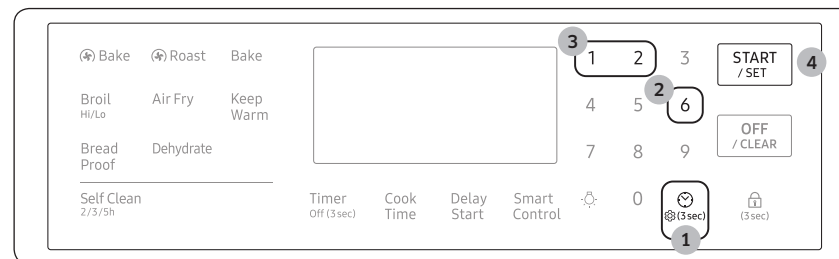 Bake Roast Bake
Broil Air Fry Keep
Hi/Lo Warm
Bread Dehydrate
Proof
Self Clean
2/3/5h
Timer Cook Delay Smart
Off (3 sec) Time Start Control
3
1 2 3
2
4 5 6
7 8 9
0 (3 sec) (3 sec)
1
START
/ SET
4
OFF
/ CLEAR